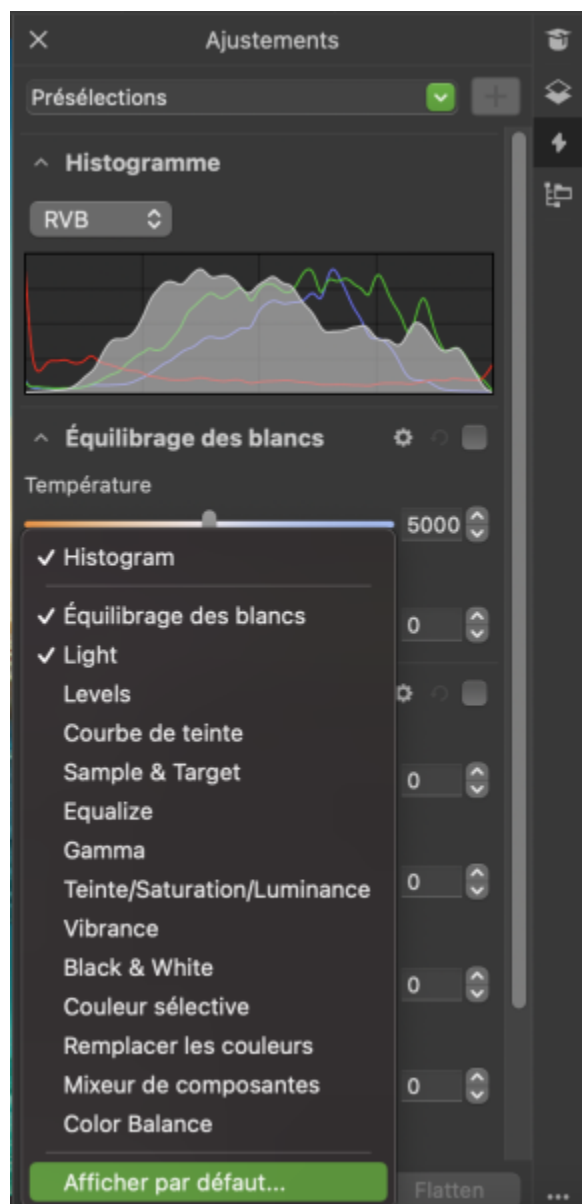 Ajustements
Présélections
Histogramme
RVB
Équilibrage des blancs
Température
5000
Histogram
Équilibrage des blancs
0
Light
Levels
Courbe de teinte
Sample & Target
0
Equalize
Gamma
Teinte/Saturation/Luminance
0
Vibrance
Black & White
0
Couleur sélective
Remplacer les couleurs
Mixeur de composantes
0
Color Balance
Afficher par défaut...
Flatten